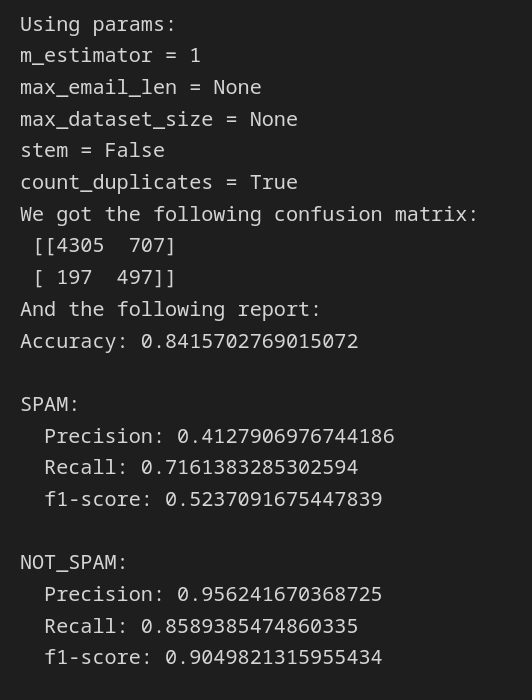 Using params:
m_estimator = 1
max_email_len = None
max_dataset_size = None
stem = False
count_duplicates = True
We got the following confusion matrix:
[[4305  707]
[ 197  497]]
And the following report:
Accuracy: 0.8415702769015072
SPAM:
Precision: 0.4127906976744186
Recall: 0.7161383285302594
f1-score: 0.5237091675447839
NOT_SPAM:
Precision: 0.956241670368725
Recall: 0.8589385474860335
f1-score: 0.9049821315955434